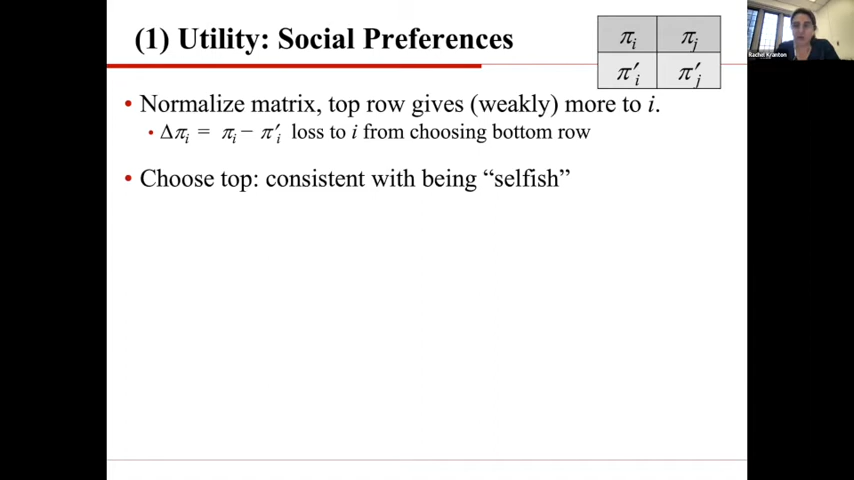 (1) Utility: Social Preferences
πi πj
π′i π′j
Rachel Kranton
• Normalize matrix, top row gives (weakly) more to i.
• Δπi = πi − π′i loss to i from choosing bottom row
• Choose top: consistent with being “selfish”